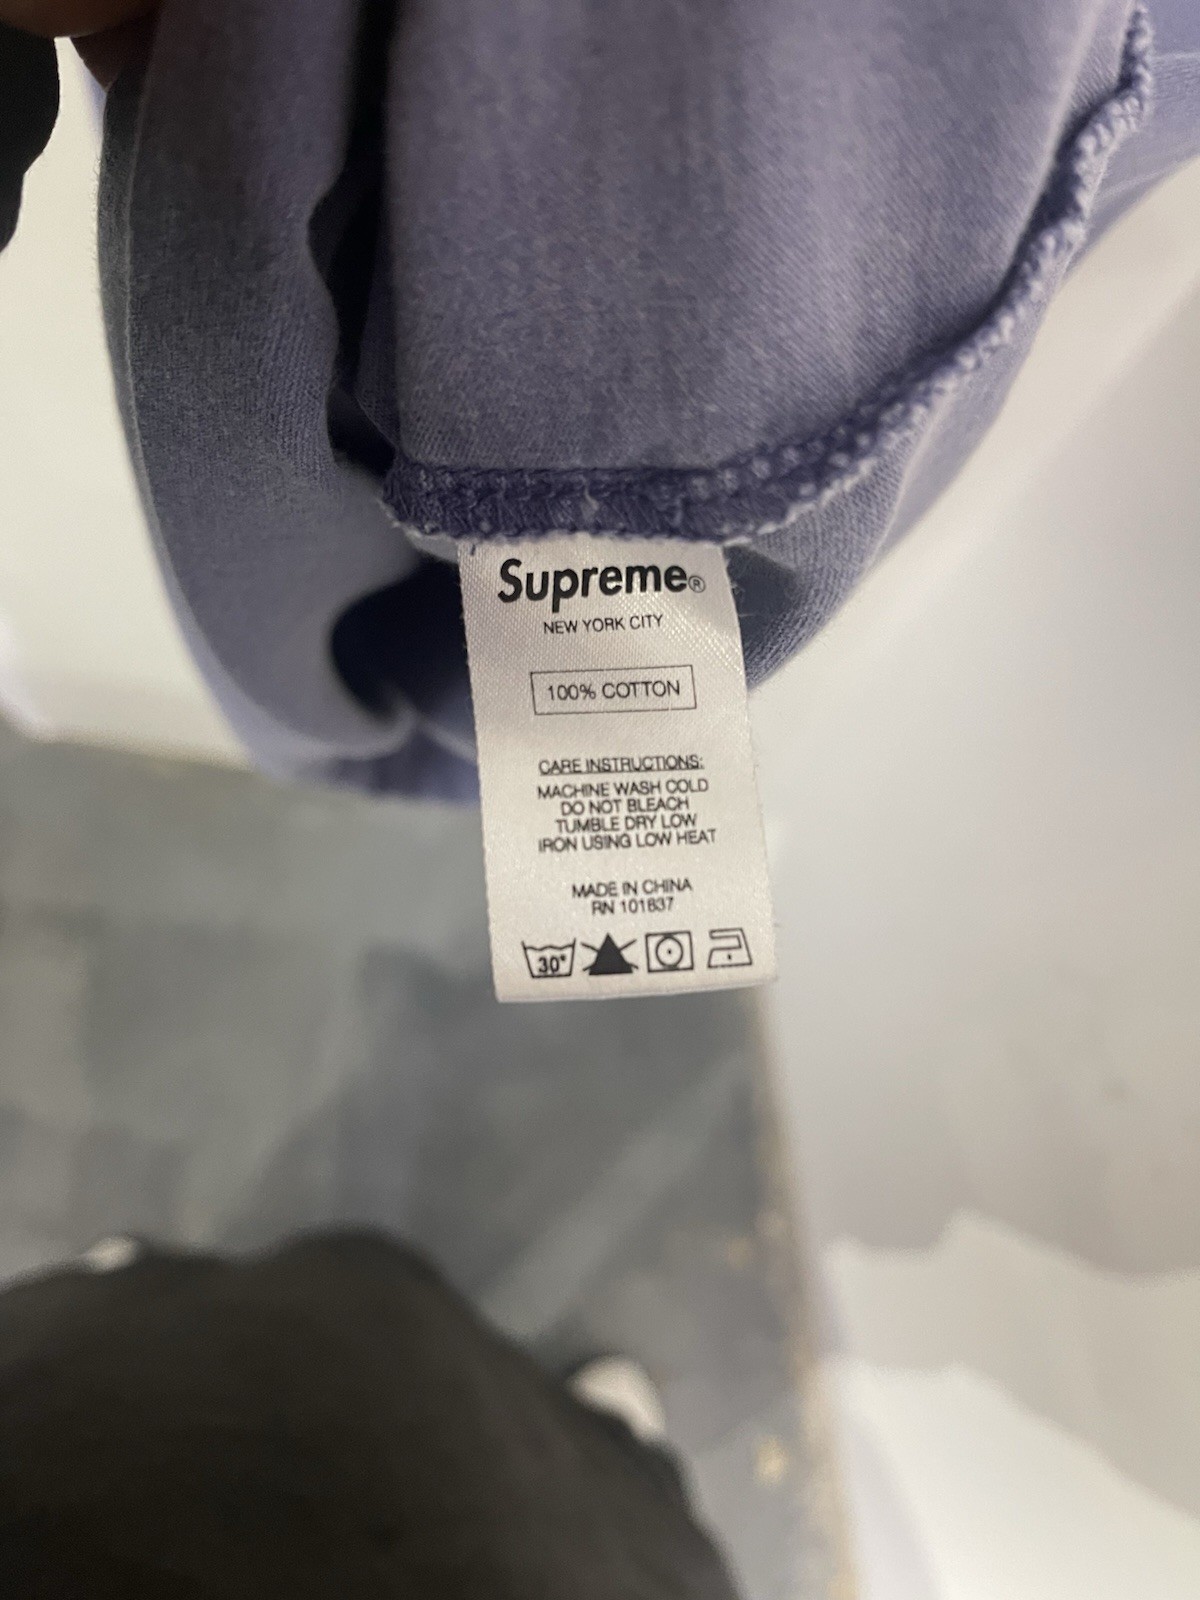 Supreme®
NEW YORK CITY
100% COTTON
CARE INSTRUCTIONS:
MACHINE WASH COLD
DO NOT BLEACH
TUMBLE DRY LOW
IRON USING LOW HEAT
MADE IN CHINA
RN 101837
30°